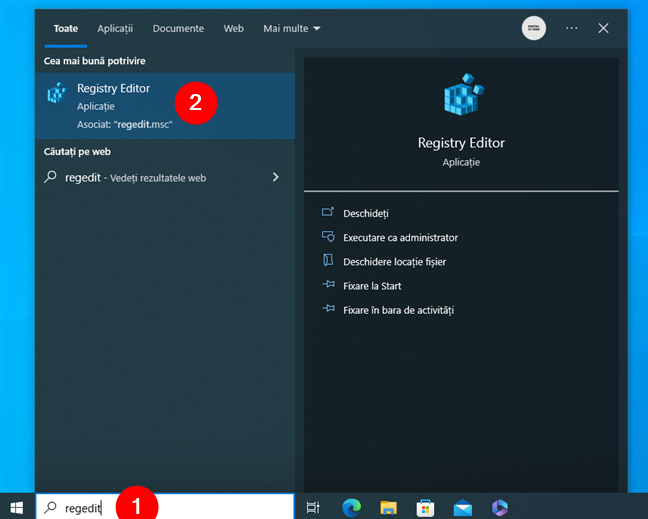 Toate Aplicații Documente Web Mai multe
Cea mai bună potrivire
Registry Editor
Aplicație
Asociat: "regedit.msc"
2
Căutați pe web
regedit - Vedeți rezultatele web
Registry Editor
Aplicație
Deschideți
Executare ca administrator
Deschidere locație fișier
Fixare la Start
Fixare în bara de activități
regedit
1